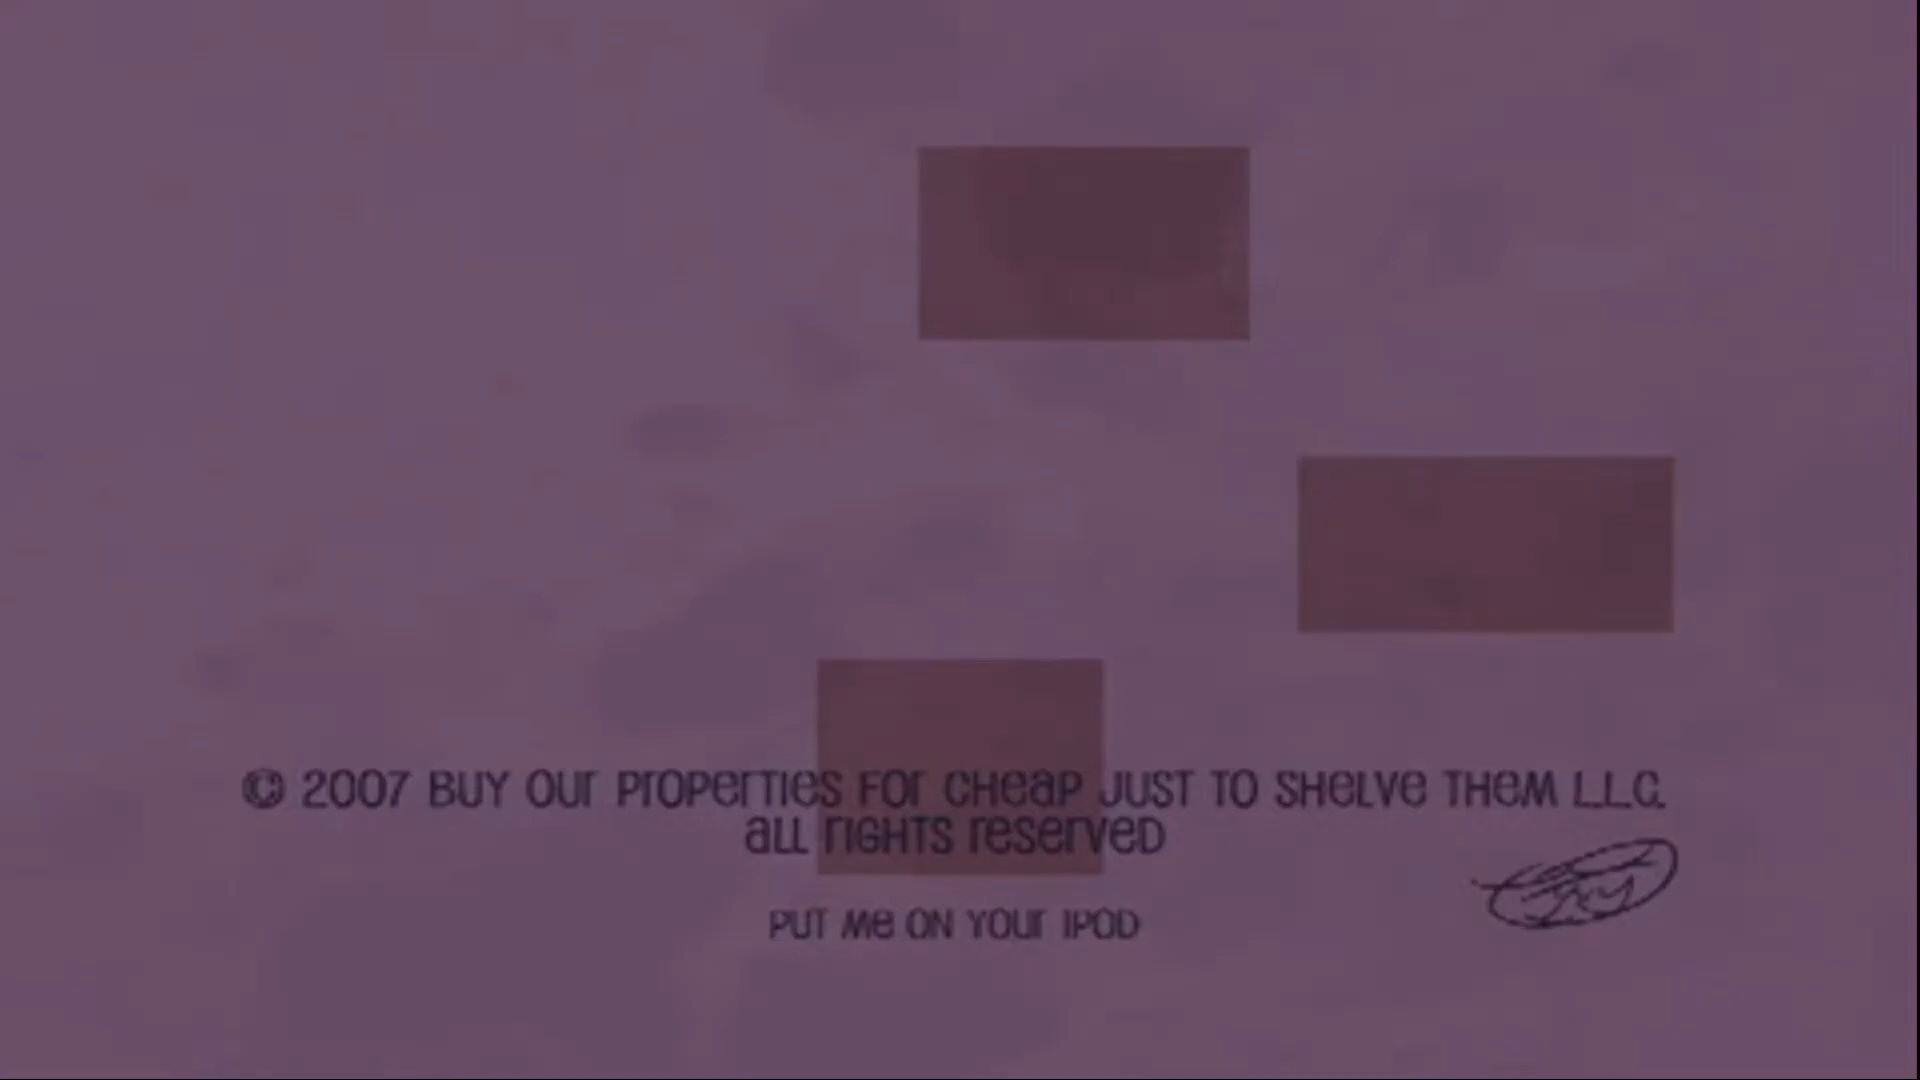 © 2007 BUY OUr PrOPerTIes FOr CHeaP JUST TO SHeLVe THeM L.L.C.
aLL rIGHTS reserveD
PUT Me ON YOUr IPOD